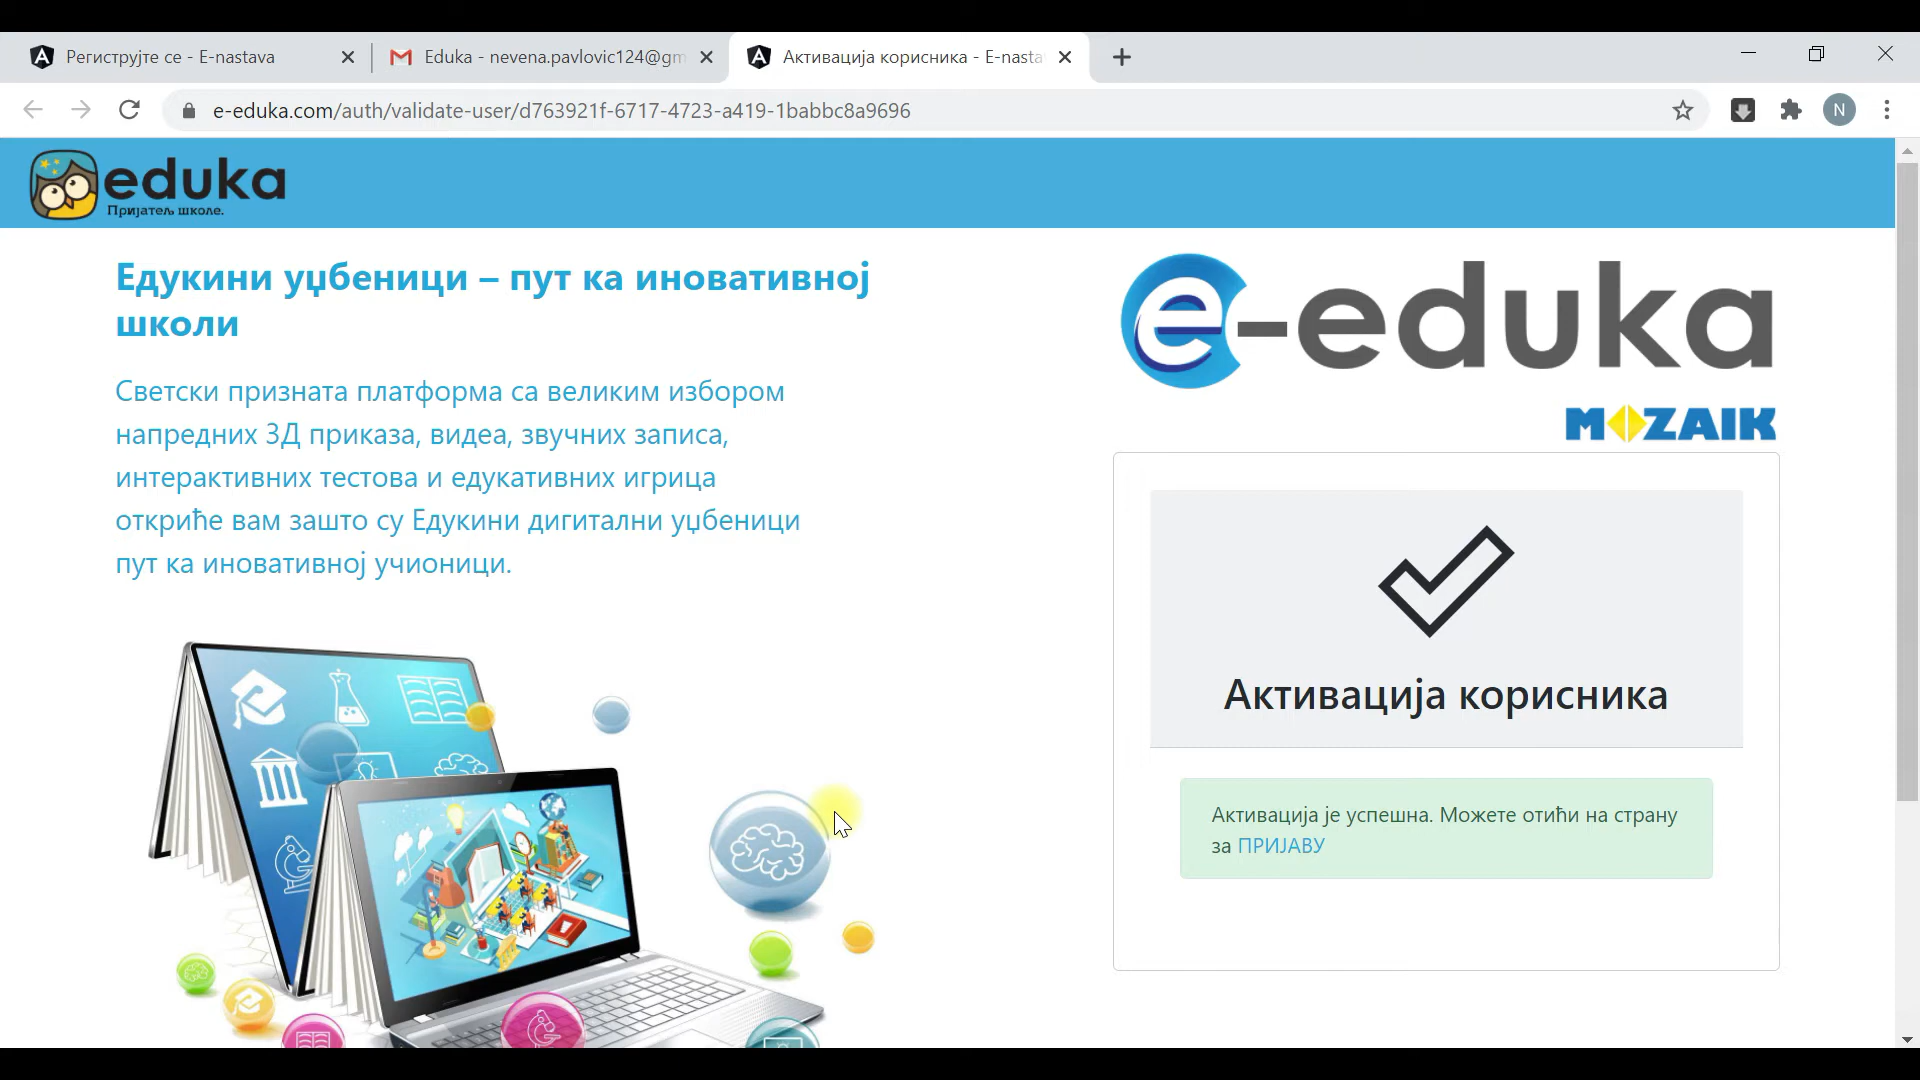 Региструјте се - E-nastava
Eduka - nevena.pavlovic124@gm
Активација корисника - E-nasta
e-eduka.com/auth/validate-user/d763921f-6717-4723-a419-1babbc8a9696
N
eduka
Пријатељ школе.
Едукини уџбеници – пут ка иновативној
школи
Светски призната платформа са великим избором
напредних 3Д приказа, видеа, звучних записа,
интерактивних тестова и едукативних игрица
откриће вам зашто су Едукини дигитални уџбеници
пут ка иновативној учионици.
e-eduka
MOZAIK
Активација корисника
Активација је успешна. Можете отићи на страну
за ПРИЈАВУ